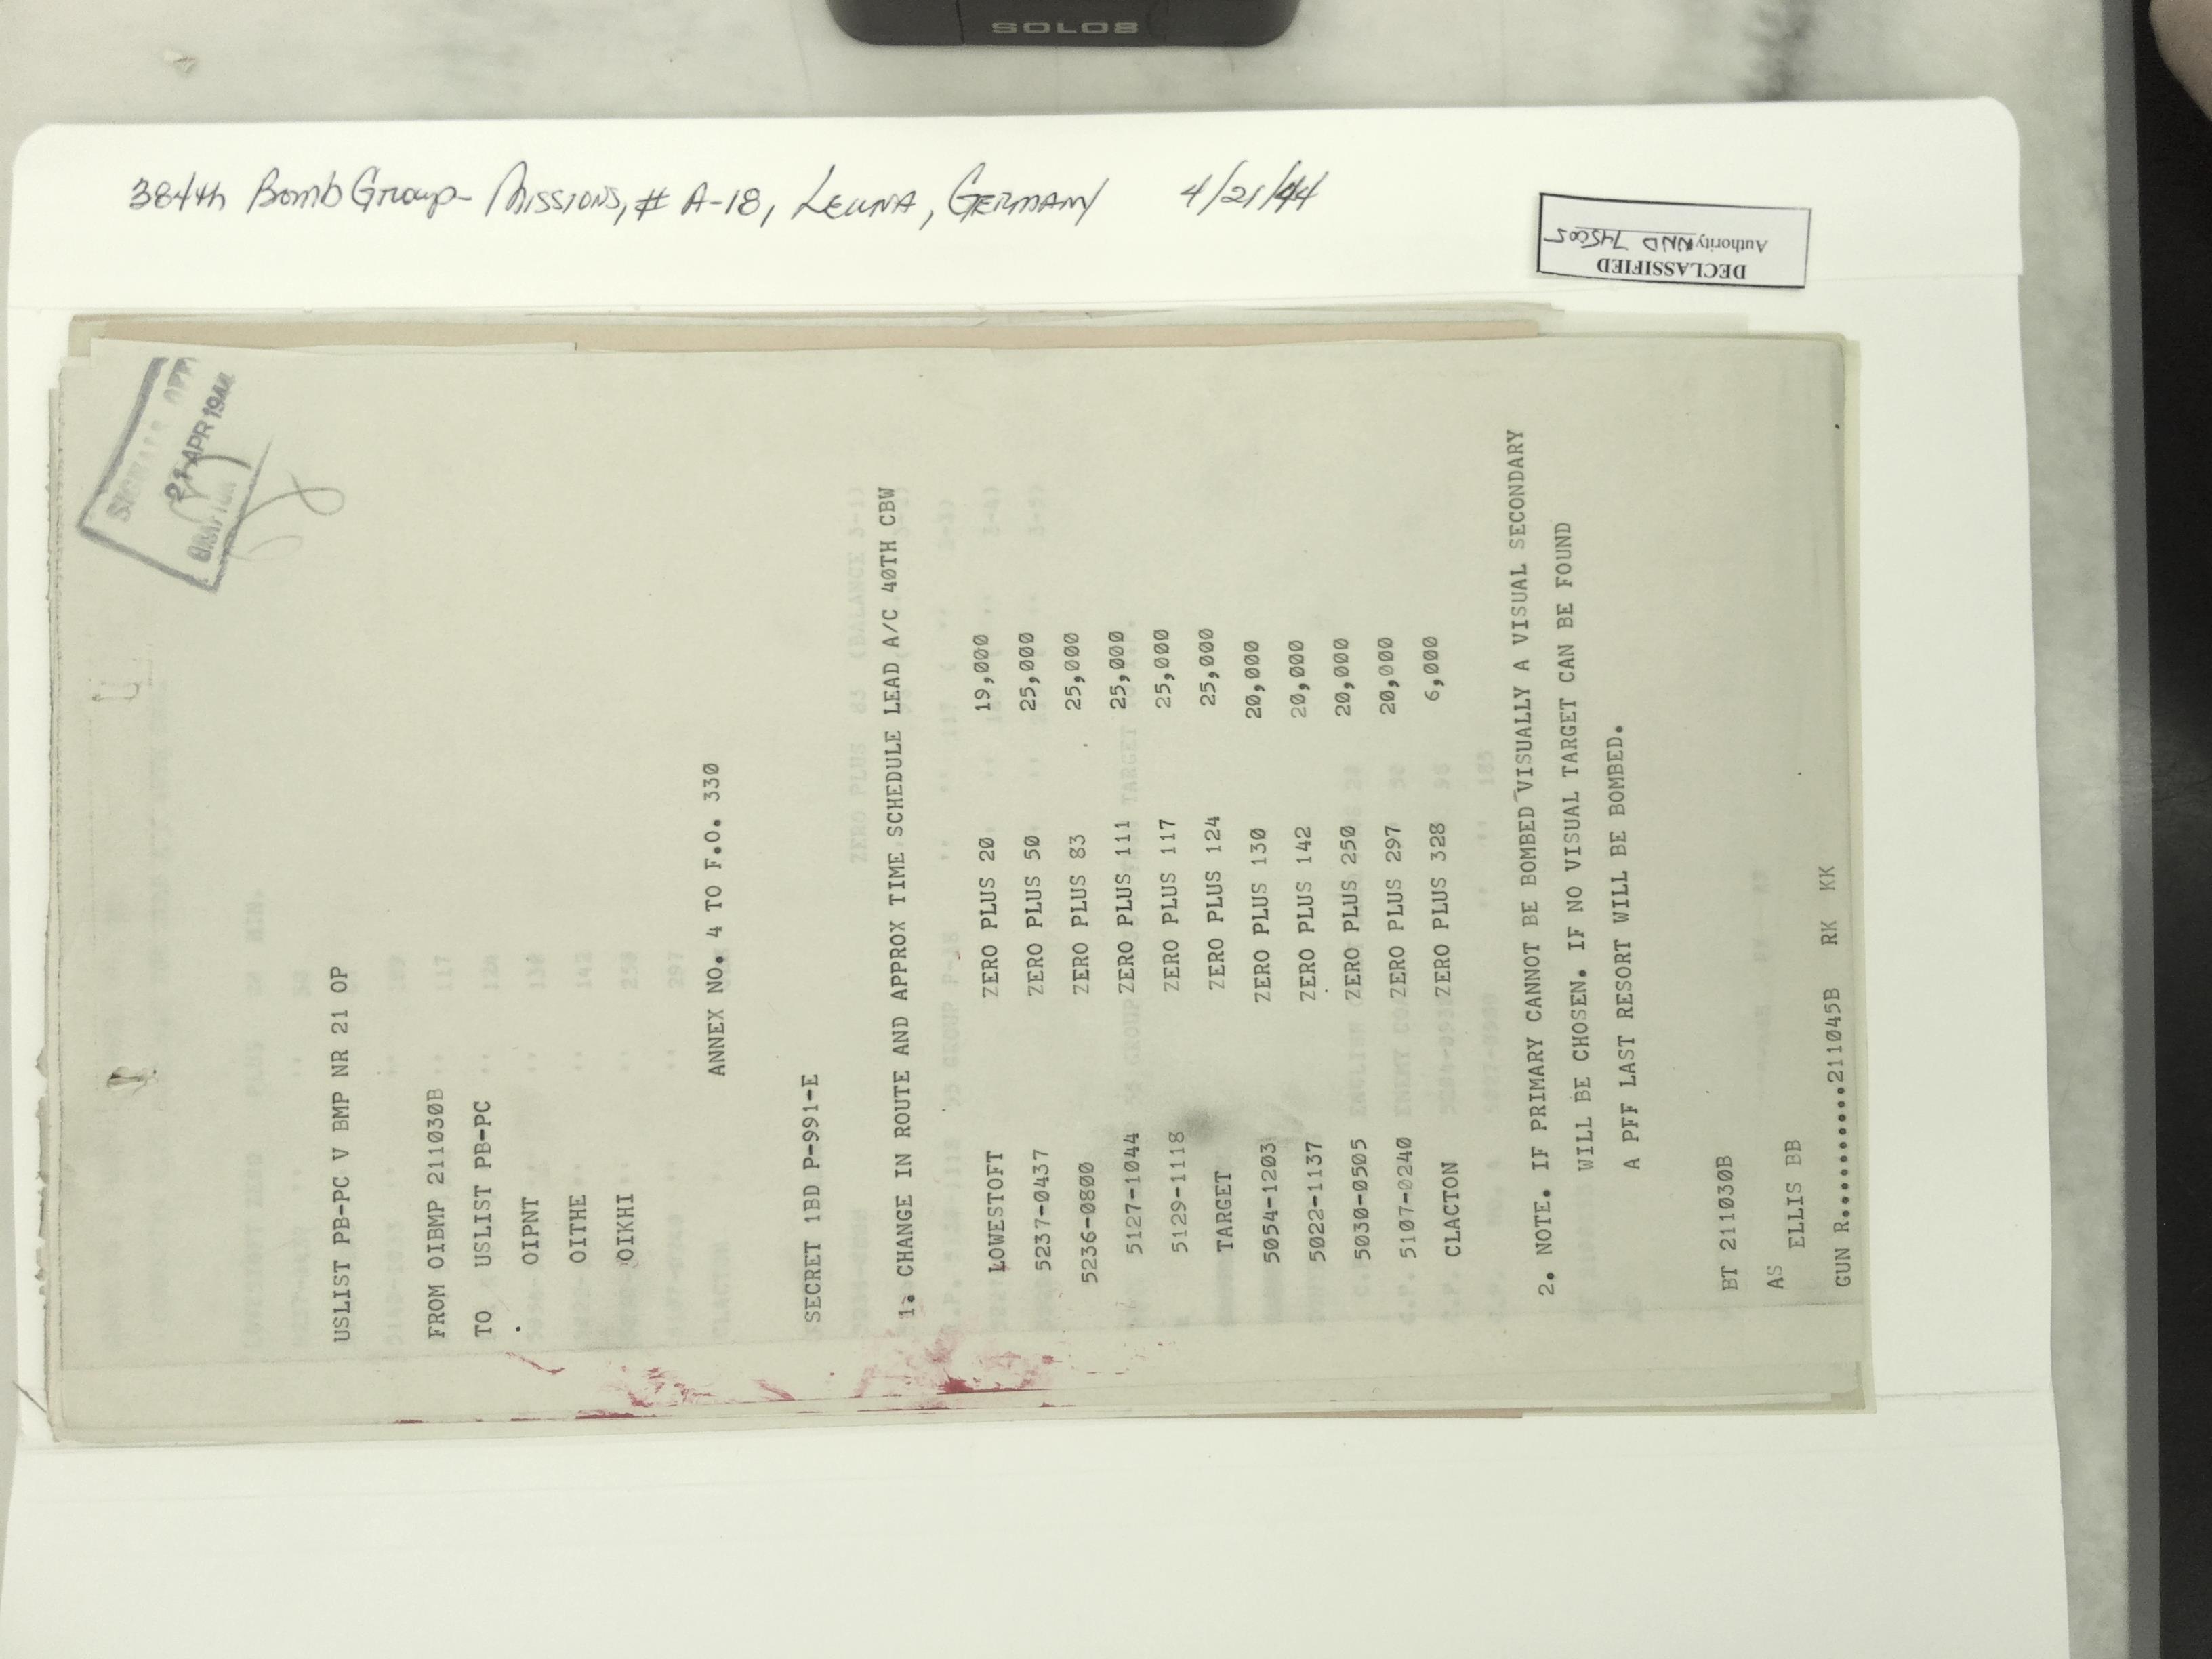 SOLO8
384th Bomb Group - Missions, # A-18, Leuna, Germany 4/21/44
DECLASSIFIED
Authority NND 745005
21 APR 1944
USLIST PB-PC V BMP NR 21 OP
FROM OIBMP 211030B
TO USLIST PB-PC
OIPNT
OITHE
OIKHI
ANNEX NO. 4 TO F.O. 330
SECRET 1BD P-991-E
1. CHANGE IN ROUTE AND APPROX TIME SCHEDULE LEAD A/C 40TH CBW
LOWESTOFT ZERO PLUS 20 19,000
5237-0437 ZERO PLUS 50 25,000
5236-0800 ZERO PLUS 83 25,000
5127-1044 ZERO PLUS 111 25,000
5129-1118 ZERO PLUS 117 25,000
TARGET ZERO PLUS 124 25,000
5054-1203 ZERO PLUS 130 20,000
5022-1137 ZERO PLUS 142 20,000
5030-0505 ZERO PLUS 250 20,000
5107-0240 ZERO PLUS 297 20,000
CLACTON ZERO PLUS 328 6,000
2. NOTE. IF PRIMARY CANNOT BE BOMBED VISUALLY A VISUAL SECONDARY
WILL BE CHOSEN. IF NO VISUAL TARGET CAN BE FOUND
A PFF LAST RESORT WILL BE BOMBED.
BT 211030B
AS
ELLIS BB
GUN R..........211045B RK KK